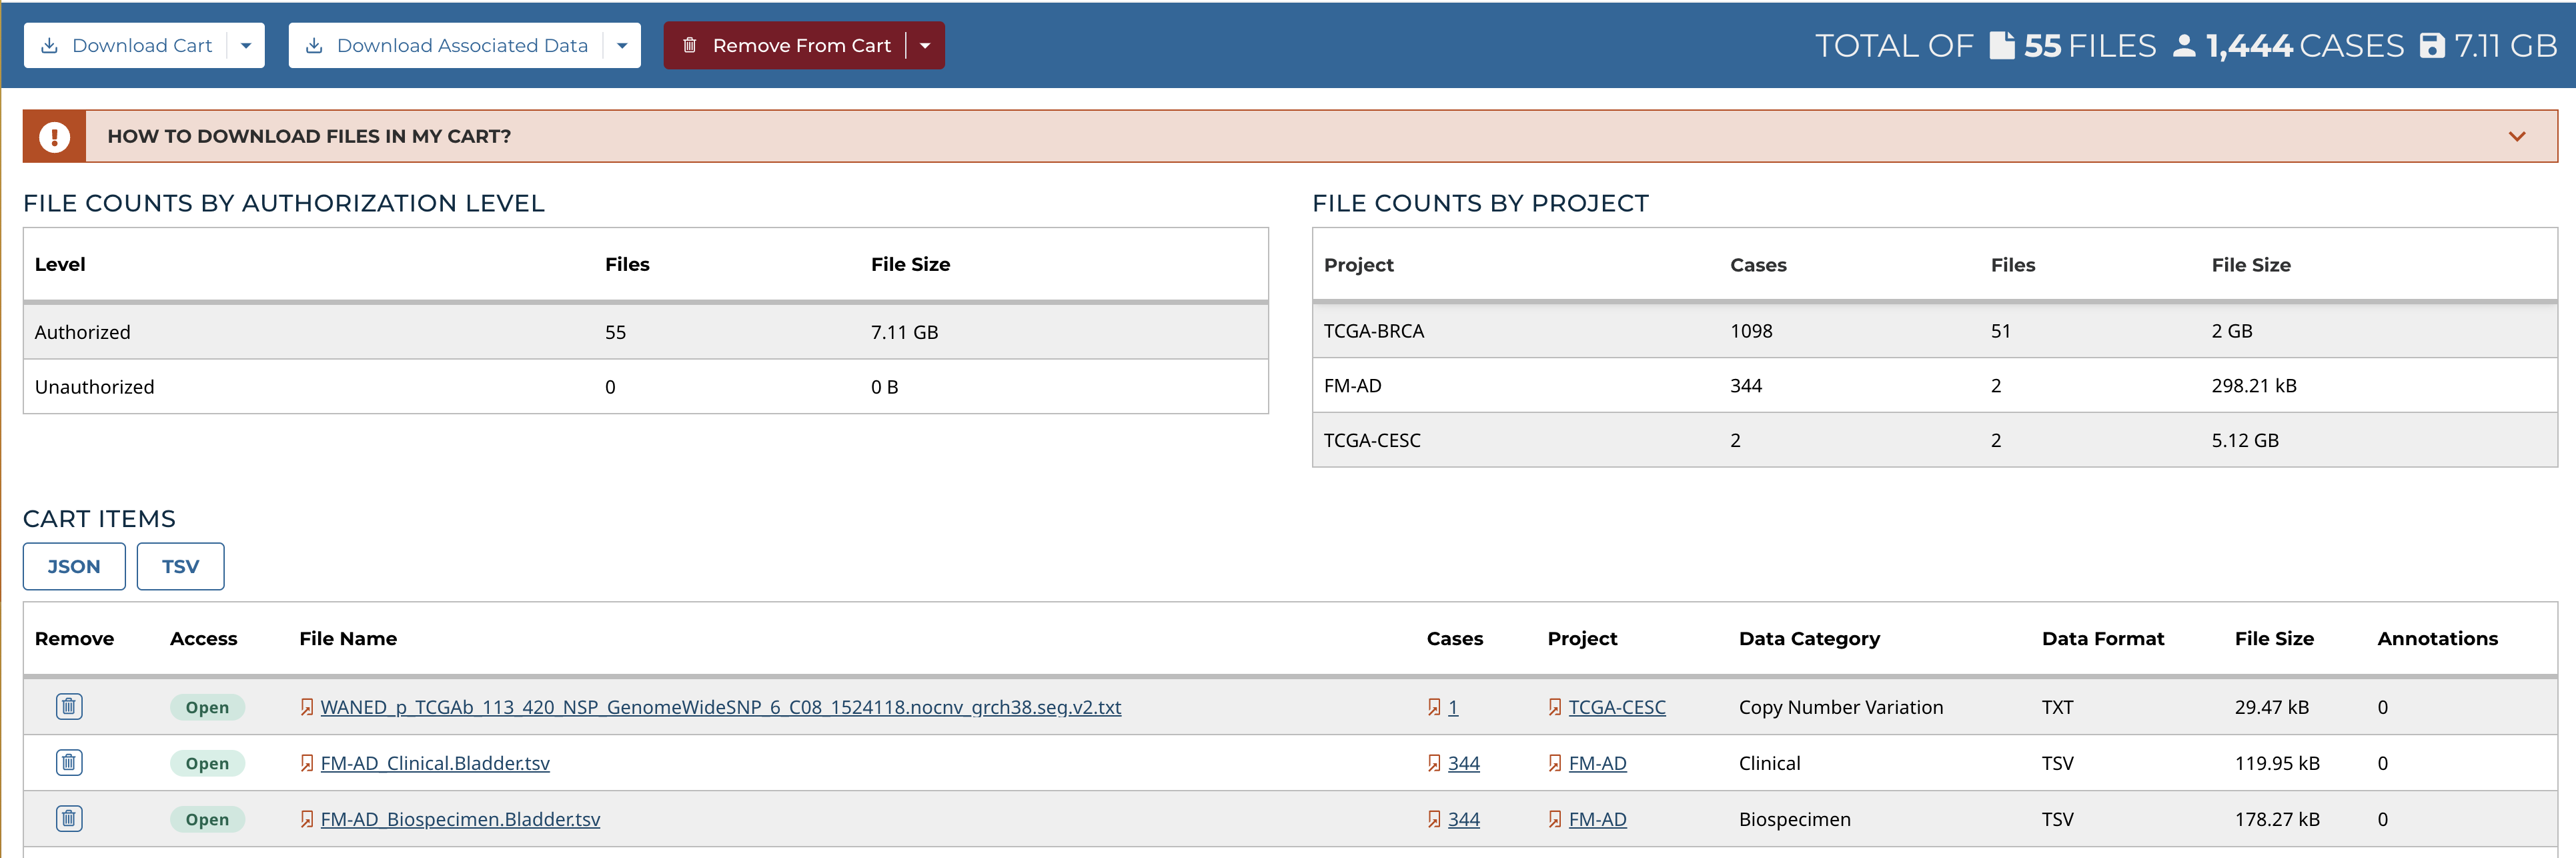 Download Cart Download Associated Data Remove From Cart TOTAL OF 55 FILES 1,444 CASES 7.11 GB
HOW TO DOWNLOAD FILES IN MY CART?
FILE COUNTS BY AUTHORIZATION LEVEL
Level Files File Size
Authorized 55 7.11 GB
Unauthorized 0 0 B
FILE COUNTS BY PROJECT
Project Cases Files File Size
TCGA-BRCA 1098 51 2 GB
FM-AD 344 2 298.21 kB
TCGA-CESC 2 2 5.12 GB
CART ITEMS
JSON TSV
Remove Access File Name Cases Project Data Category Data Format File Size Annotations
Open WANED_p_TCGAb_113_420_NSP_GenomeWideSNP_6_C08_1524118.nocnv_grch38.seg.v2.txt 1 TCGA-CESC Copy Number Variation TXT 29.47 kB 0
Open FM-AD_Clinical.Bladder.tsv 344 FM-AD Clinical TSV 119.95 kB 0
Open FM-AD_Biospecimen.Bladder.tsv 344 FM-AD Biospecimen TSV 178.27 kB 0